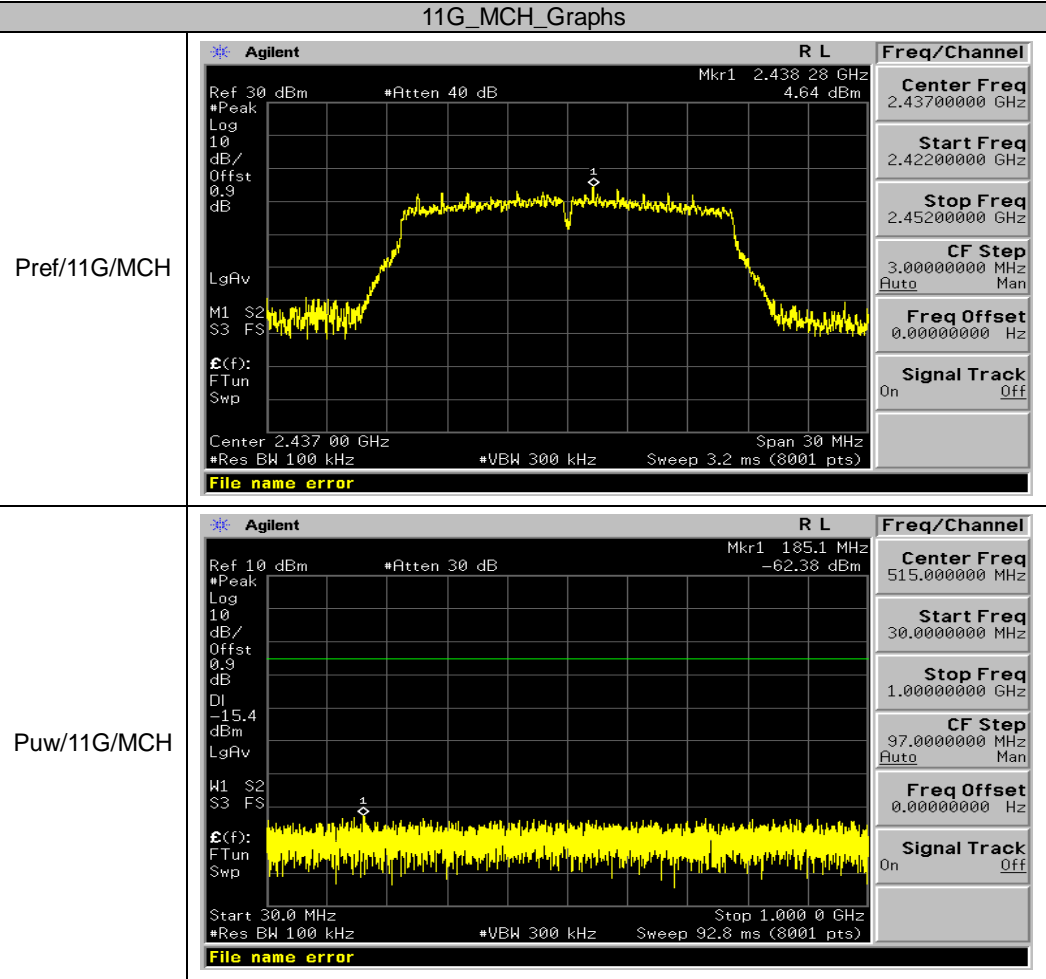 11G_MCH_Graphs
Pref/11G/MCH
Agilent R L
Mkr1 2.438 28 GHz
Ref 30 dBm #Atten 40 dB 4.64 dBm
#Peak
Log
10
dB/
Offst
0.9
dB
LgAv
M1 S2
S3 FS
£(f):
FTun
Swp
1
Center 2.437 00 GHz Span 30 MHz
#Res BW 100 kHz #VBW 300 kHz Sweep 3.2 ms (8001 pts)
File name error
Freq/Channel
Center Freq
2.43700000 GHz
Start Freq
2.42200000 GHz
Stop Freq
2.45200000 GHz
CF Step
3.00000000 MHz
Auto Man
Freq Offset
0.00000000 Hz
Signal Track
On Off
Puw/11G/MCH
Agilent R L
Mkr1 185.1 MHz
Ref 10 dBm #Atten 30 dB -62.38 dBm
#Peak
Log
10
dB/
Offst
0.9
dB
DI
-15.4
dBm
LgAv
W1 S2
S3 FS
£(f):
FTun
Swp
1
Start 30.0 MHz Stop 1.000 0 GHz
#Res BW 100 kHz #VBW 300 kHz Sweep 92.8 ms (8001 pts)
File name error
Freq/Channel
Center Freq
515.000000 MHz
Start Freq
30.0000000 MHz
Stop Freq
1.00000000 GHz
CF Step
97.0000000 MHz
Auto Man
Freq Offset
0.00000000 Hz
Signal Track
On Off